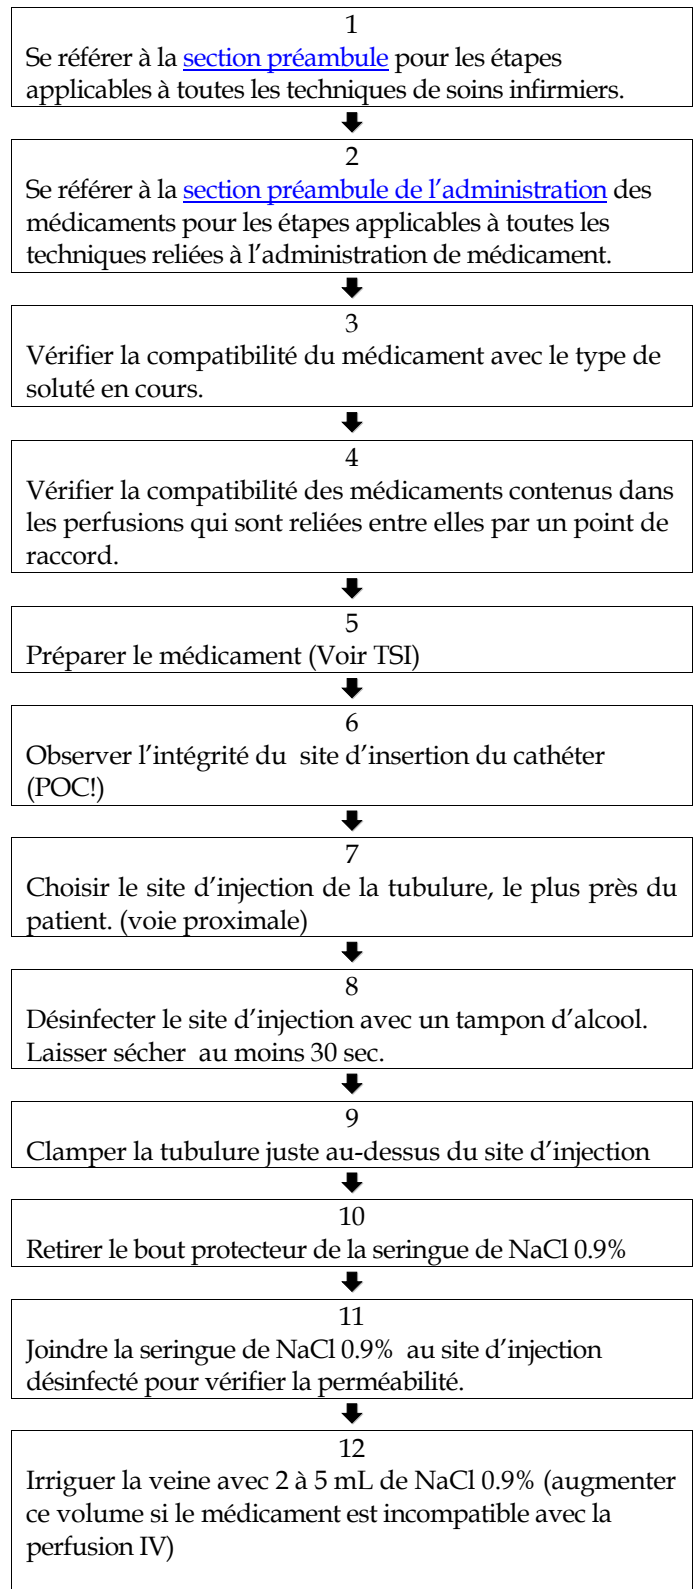 1
Se référer à la section préambule pour les étapes
applicables à toutes les techniques de soins infirmiers.
2
Se référer à la section préambule de l’administration des
médicaments pour les étapes applicables à toutes les
techniques reliées à l’administration de médicament.
3
Vérifier la compatibilité du médicament avec le type de
soluté en cours.
4
Vérifier la compatibilité des médicaments contenus dans
les perfusions qui sont reliées entre elles par un point de
raccord.
5
Préparer le médicament (Voir TSI)
6
Observer l’intégrité du site d’insertion du cathéter
(POC!)
7
Choisir le site d’injection de la tubulure, le plus près du
patient. (voie proximale)
8
Désinfecter le site d’injection avec un tampon d’alcool.
Laisser sécher au moins 30 sec.
9
Clamper la tubulure juste au-dessus du site d’injection
10
Retirer le bout protecteur de la seringue de NaCl 0.9%
11
Joindre la seringue de NaCl 0.9% au site d’injection
désinfecté pour vérifier la perméabilité.
12
Irriguer la veine avec 2 à 5 mL de NaCl 0.9% (augmenter
ce volume si le médicament est incompatible avec la
perfusion IV)